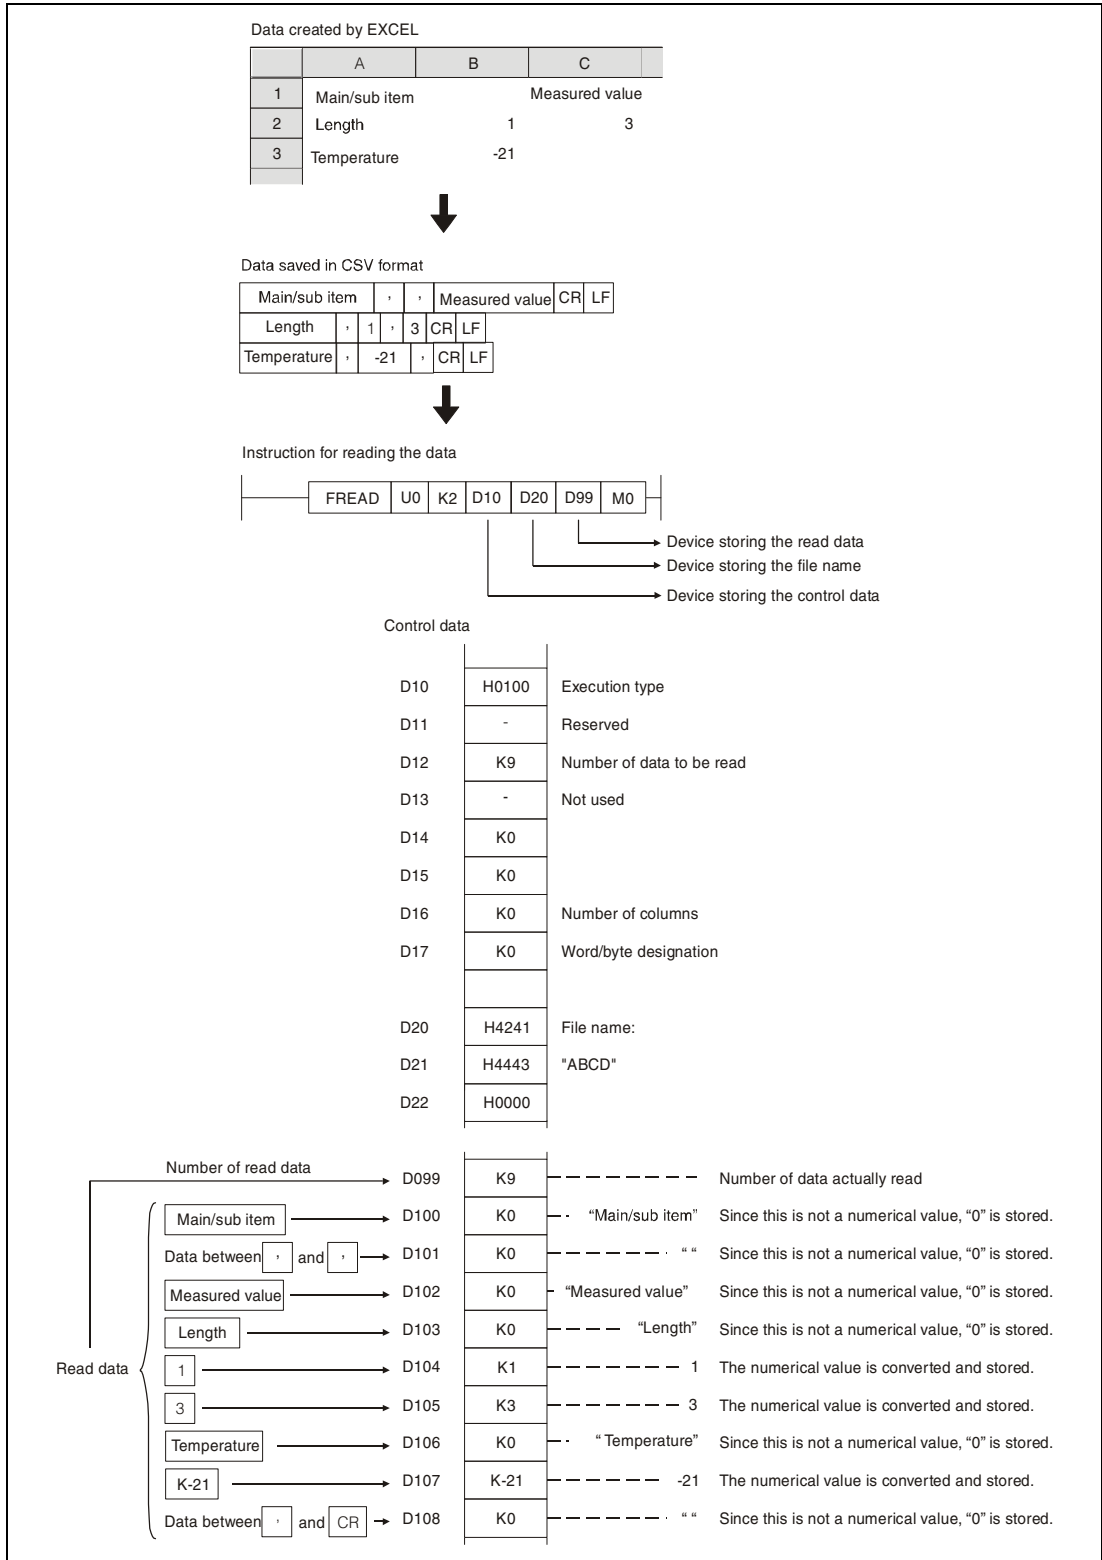 Data created by EXCEL
A B C
1 Main/sub item Measured value
2 Length 1 3
3 Temperature -21
Data saved in CSV format
Main/sub item , , Measured value CR LF
Length , 1 , 3 CR LF
Temperature , -21 , CR LF
Instruction for reading the data
FREAD U0 K2 D10 D20 D99 M0
Device storing the read data
Device storing the file name
Device storing the control data
Control data
D10 H0100 Execution type
D11 - Reserved
D12 K9 Number of data to be read
D13 - Not used
D14 K0
D15 K0
D16 K0 Number of columns
D17 K0 Word/byte designation
D20 H4241 File name:
D21 H4443 "ABCD"
D22 H0000
Number of read data D099 K9 Number of data actually read
Main/sub item D100 K0 “Main/sub item” Since this is not a numerical value, “0” is stored.
Data between , and , D101 K0 “ “ Since this is not a numerical value, “0” is stored.
Measured value D102 K0 “Measured value” Since this is not a numerical value, “0” is stored.
Length D103 K0 “Length” Since this is not a numerical value, “0” is stored.
Read data 1 D104 K1 1 The numerical value is converted and stored.
3 D105 K3 3 The numerical value is converted and stored.
Temperature D106 K0 “ Temperature” Since this is not a numerical value, “0” is stored.
K-21 D107 K-21 -21 The numerical value is converted and stored.
Data between , and CR D108 K0 “ “ Since this is not a numerical value, “0” is stored.